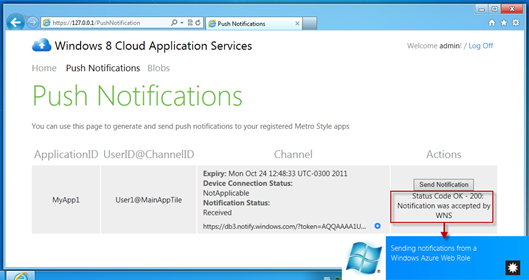 https://127.0.0.1/PushNotification
Push Notifications
Windows 8 Cloud Application Services
Welcome admin! / Log Off
Home Push Notifications Blobs
Push Notifications
You can use this page to generate and send push notifications to your registered Metro Style apps
ApplicationID UserID@ChannelID Channel Actions
MyApp1
User1@MainAppTile
Expiry: Mon Oct 24 12:48:33 UTC-0300 2011
Device Connection Status:
NotApplicable
Notification Status:
Received
https://db3.notify.windows.com/?token=AQQAAAA1U...
Send Notification
Status Code OK - 200:
Notification was accepted by
WNS
Sending notifications from a
Windows Azure Web Role